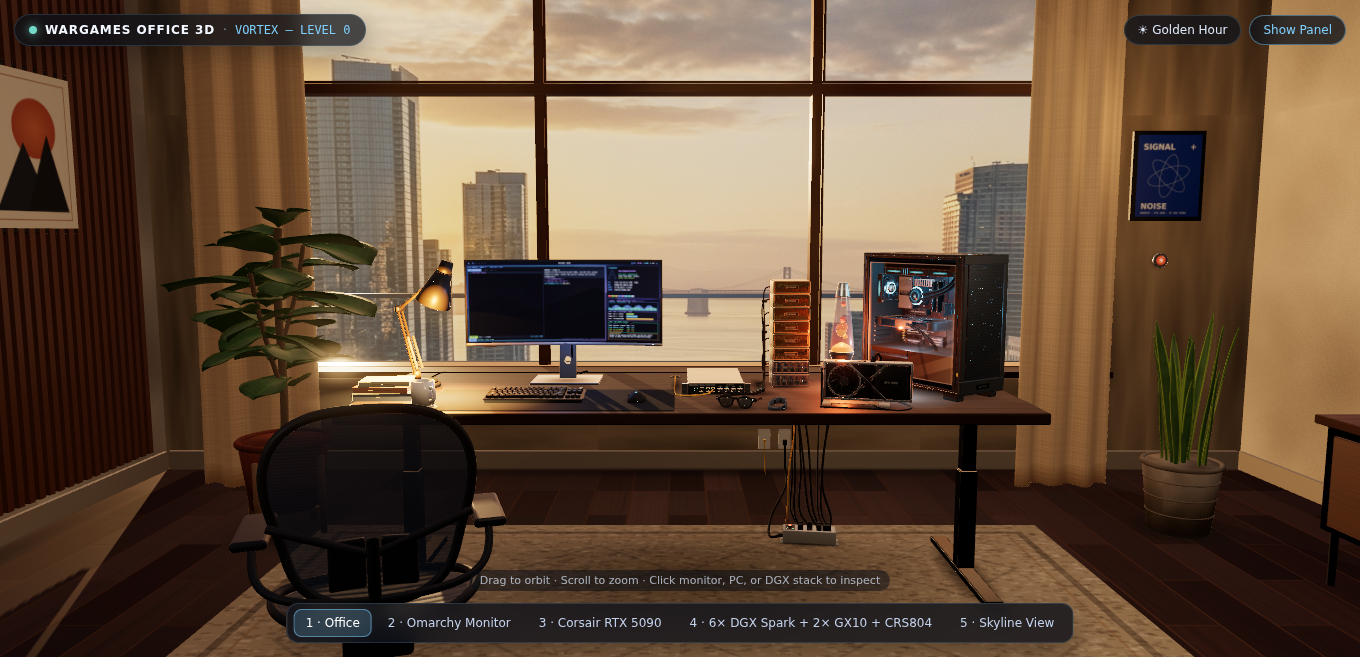 WARGAMES OFFICE 3D · VORTEX — LEVEL 0
☀ Golden Hour
Show Panel
SIGNAL +
NOISE
Drag to orbit · Scroll to zoom · Click monitor, PC, or DGX stack to inspect
1 · Office
2 · Omarchy Monitor
3 · Corsair RTX 5090
4 · 6× DGX Spark + 2× GX10 + CRS804
5 · Skyline View